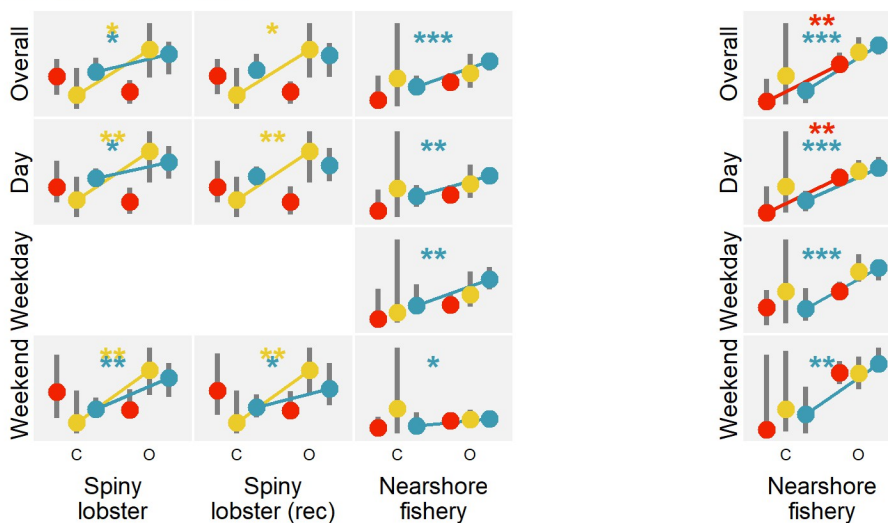 Overall
*
*
*
***
**
***
Day
**
*
**
**
**
***
Weekday
**
***
Weekend
**
**
**
*
*
**
C O C O C O C O
Spiny
lobster
Spiny
lobster (rec)
Nearshore
fishery
Nearshore
fishery
Overall
Day
Weekday
Weekend